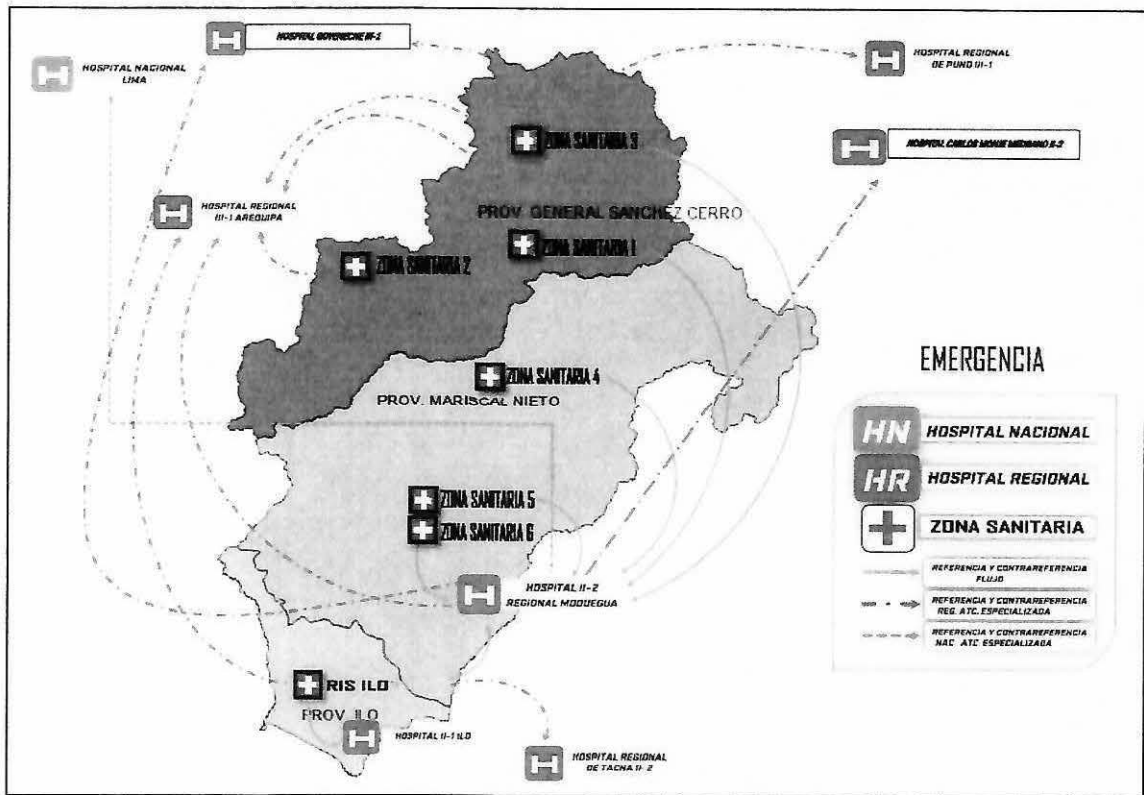 HOSPITAL GOYENECHE III-1
HOSPITAL NACIONAL
LIMA
HOSPITAL REGIONAL
DE PUNO III-1
ZONA SANITARIA 3
HOSPITAL CARLOS MONJE MEDRANO II-2
HOSPITAL REGIONAL
III-1 AREQUIPA
PROV. GENERAL SANCHEZ CERRO
ZONA SANITARIA 1
ZONA SANITARIA 2
EMERGENCIA
ZONA SANITARIA 4
PROV. MARISCAL NIETO
HN HOSPITAL NACIONAL
HR HOSPITAL REGIONAL
ZONA SANITARIA 5
ZONA SANITARIA 6
ZONA SANITARIA
REFERENCIA Y CONTRAREFERENCIA
FLUJO
HOSPITAL II-2
REGIONAL MOQUEGUA
REFERENCIA Y CONTRAREFERENCIA
REG. ATC. ESPECIALIZADA
REFERENCIA Y CONTRAREFERENCIA
NAC ATC. ESPECIALIZADA
RIS ILO
PROV. ILO
HOSPITAL II-1 ILO
HOSPITAL REGIONAL
DE TACNA II-2